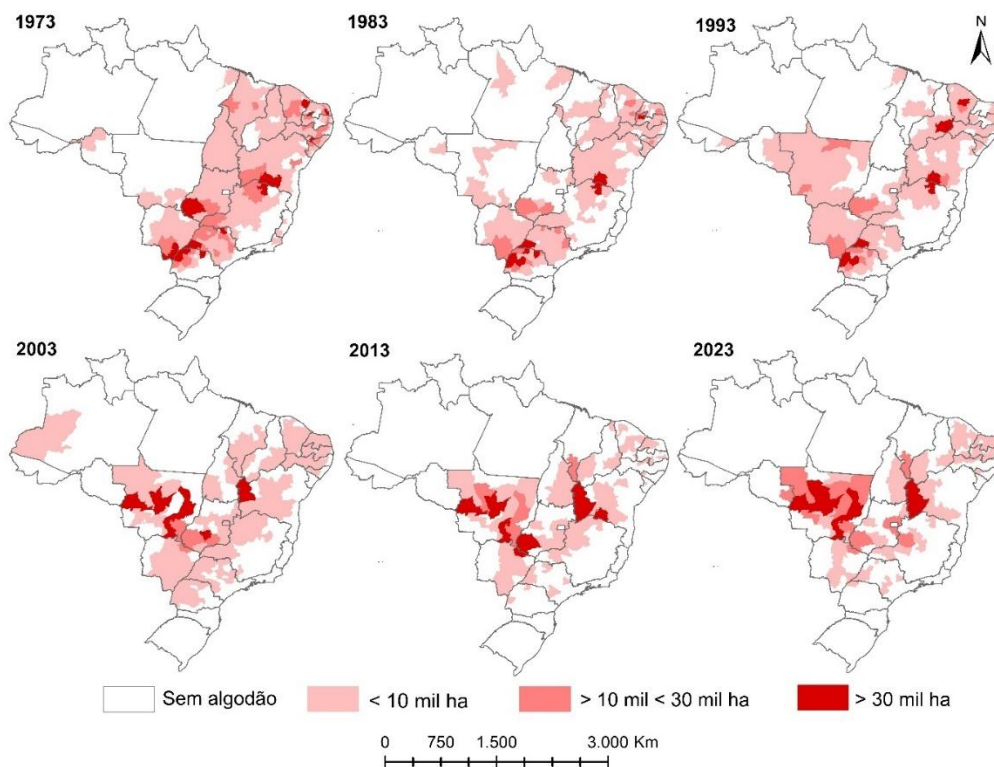 1973
1983
1993
N
2003
2013
2023
Sem algodão
< 10 mil ha
> 10 mil < 30 mil ha
> 30 mil ha
0 750 1.500 3.000 Km